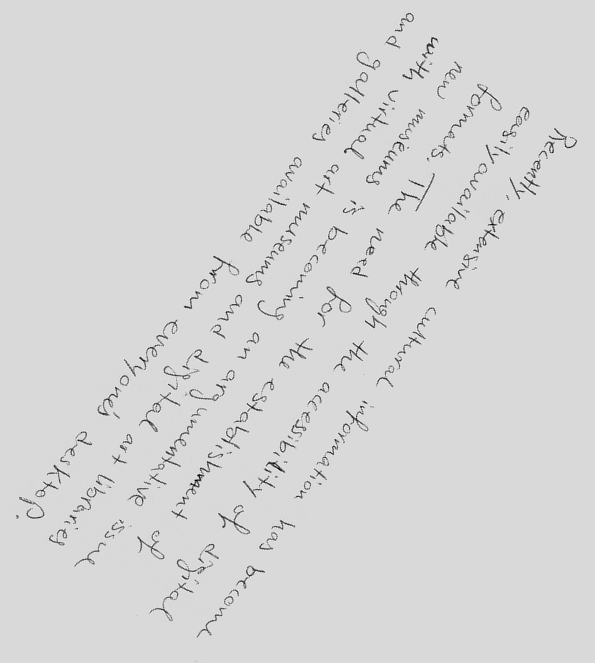 Recently, extensive cultural information has become
easily available through the accessibility of digital
formats. The need for the establishment of
new museums is becoming an argumentative issue
with virtual art museums and digital art libraries
and galleries available from everyone's desktop.